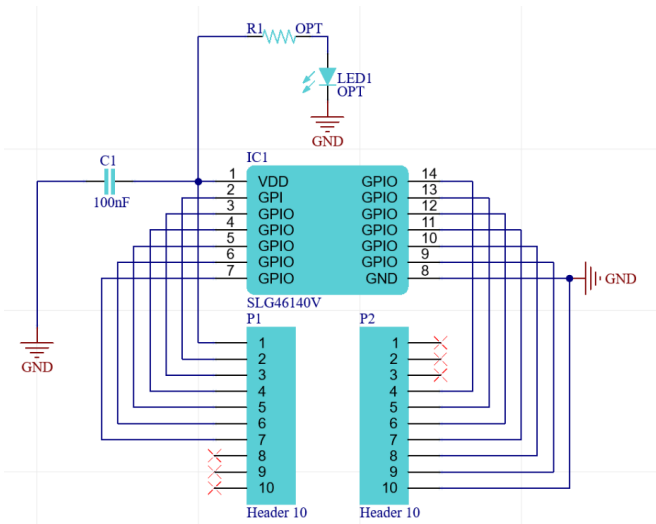 R1 OPT
LED1
OPT
GND
C1
100nF
IC1
1 VDD GPIO 14
2 GPI GPIO 13
3 GPIO GPIO 12
4 GPIO GPIO 11
5 GPIO GPIO 10
6 GPIO GPIO 9
7 GPIO GND 8
GND
SLG46140V
P1 P2
GND
1 1
2 2
3 3
4 4
5 5
6 6
7 7
8 8
9 9
10 10
Header 10 Header 10